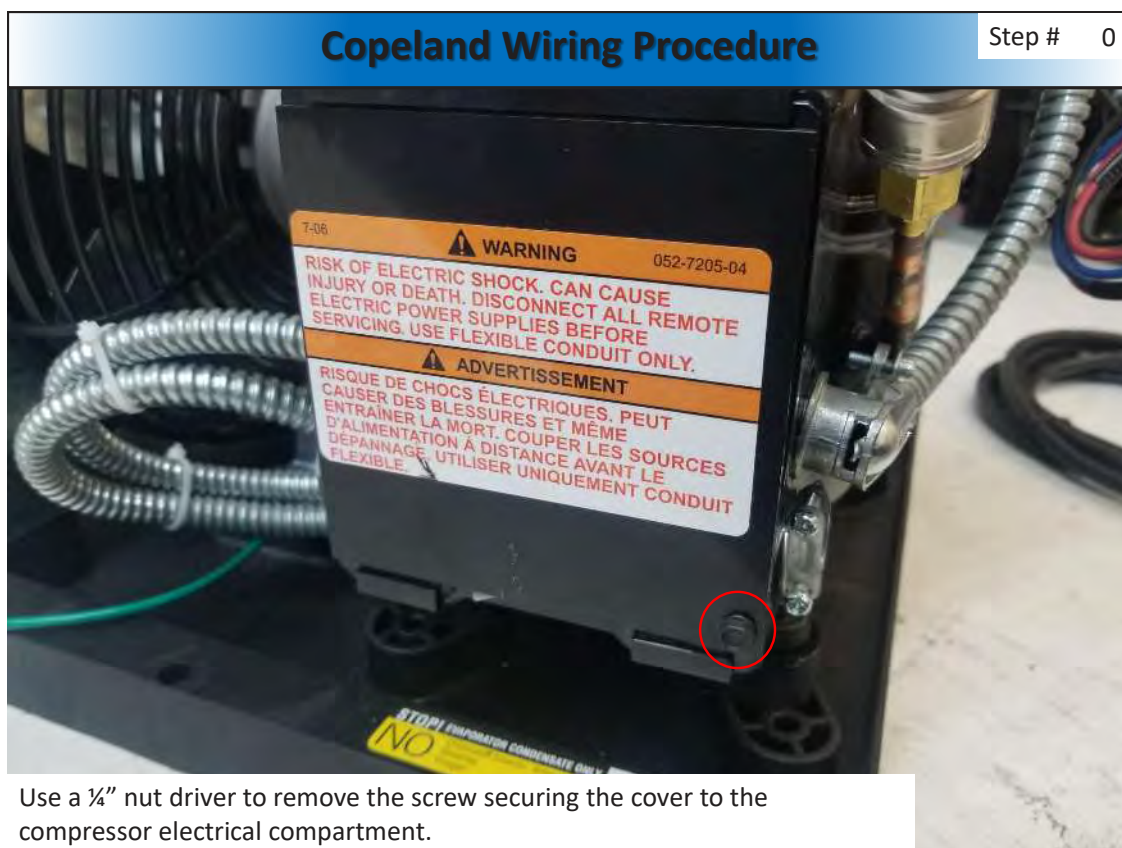 Copeland Wiring Procedure
Step # 0
7-06
WARNING
052-7205-04
RISK OF ELECTRIC SHOCK. CAN CAUSE
INJURY OR DEATH. DISCONNECT ALL REMOTE
ELECTRIC POWER SUPPLIES BEFORE
SERVICING. USE FLEXIBLE CONDUIT ONLY.
ADVERTISSEMENT
RISQUE DE CHOCS ÉLECTRIQUES. PEUT
CAUSER DES BLESSURES ET MÊME
ENTRAÎNER LA MORT. COUPER LES SOURCES
D'ALIMENTATION Á DISTANCE AVANT LE
DÉPANNAGE. UTILISER UNIQUEMENT CONDUIT
FLEXIBLE.
STOP! EVAPORATOR CONDENSATE ONLY
NO
Use a ¼” nut driver to remove the screw securing the cover to the
compressor electrical compartment.